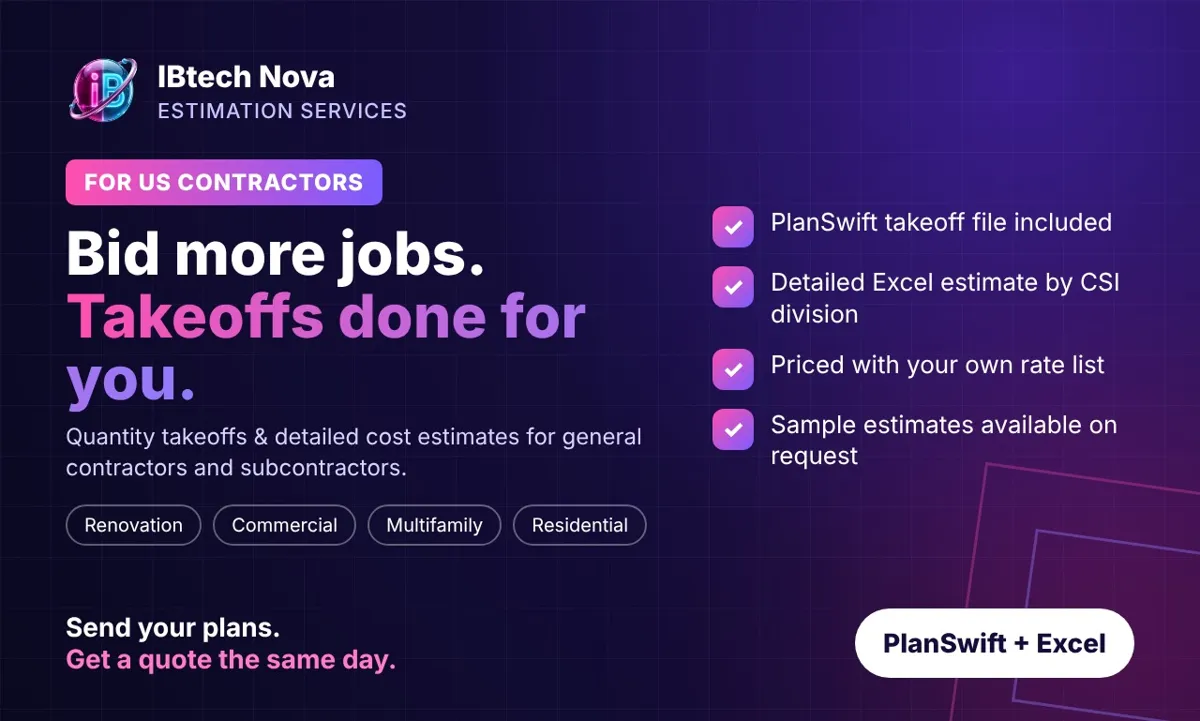 iB
IBtech Nova
ESTIMATION SERVICES
FOR US CONTRACTORS
Bid more jobs.
Takeoffs done for
you.
Quantity takeoffs & detailed cost estimates for general
contractors and subcontractors.
Renovation
Commercial
Multifamily
Residential
PlanSwift takeoff file included
Detailed Excel estimate by CSI
division
Priced with your own rate list
Sample estimates available on
request
Send your plans.
Get a quote the same day.
PlanSwift + Excel